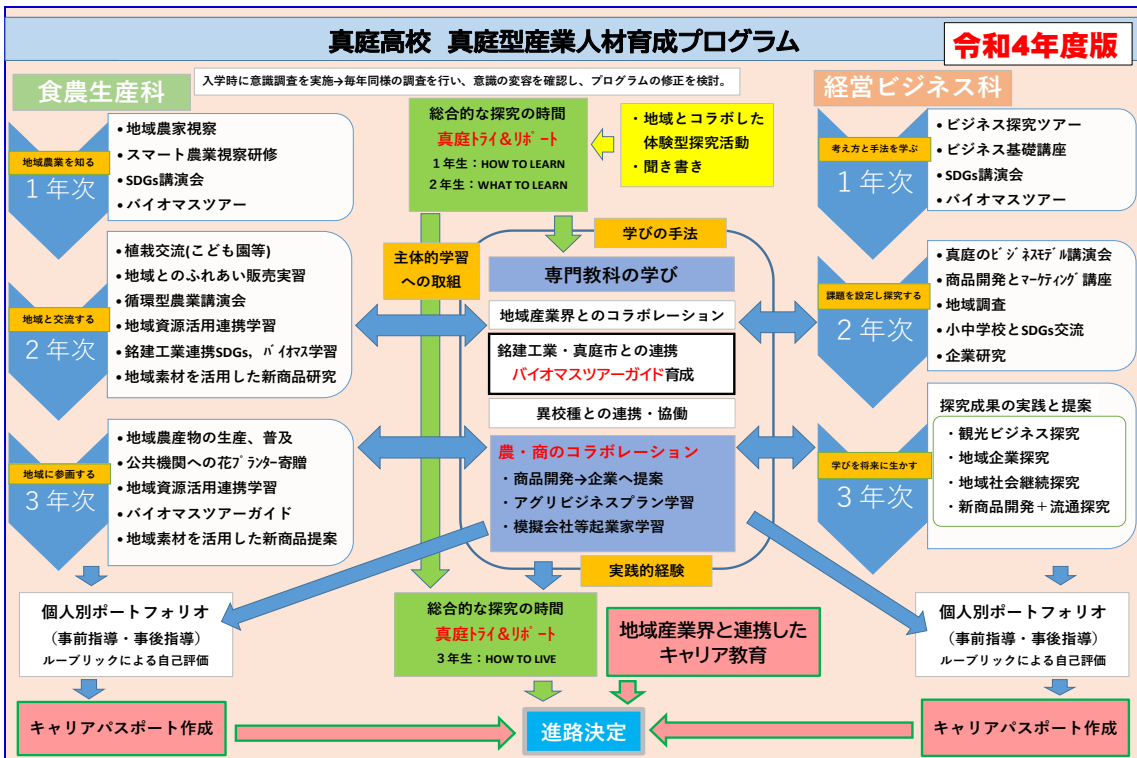 真庭高校 真庭型産業人材育成プログラム
令和4年度版
入学時に意識調査を実施→毎年同様の調査を行い、意識の変容を確認し、プログラムの修正を検討。
食農生産科
地域農業を知る
1年次
•地域農家視察
•スマート農業視察研修
•SDGs講演会
•バイオマスツアー
地域と交流する
2年次
•植栽交流(こども園等)
•地域とのふれあい販売実習
•循環型農業講演会
•地域資源活用連携学習
•銘建工業連携SDGs，バイオマス学習
•地域素材を活用した新商品研究
地域に参画する
3年次
•地域農産物の生産、普及
•公共機関への花プランター寄贈
•地域資源活用連携学習
•バイオマスツアーガイド
•地域素材を活用した新商品提案
個人別ポートフォリオ
（事前指導・事後指導）
ルーブリックによる自己評価
キャリアパスポート作成
総合的な探究の時間
真庭トライ＆リポート
1年生：HOW TO LEARN
2年生：WHAT TO LEARN
・地域とコラボした
体験型探究活動
・聞き書き
主体的学習
への取組
学びの手法
専門教科の学び
地域産業界とのコラボレーション
銘建工業・真庭市との連携
バイオマスツアーガイド育成
異校種との連携・協働
農・商のコラボレーション
・商品開発→企業へ提案
・アグリビジネスプラン学習
・模擬会社等起業家学習
実践的経験
総合的な探究の時間
真庭トライ＆リポート
3年生：HOW TO LIVE
地域産業界と連携した
キャリア教育
進路決定
経営ビジネス科
考え方と手法を学ぶ
1年次
•ビジネス探究ツアー
•ビジネス基礎講座
•SDGs講演会
•バイオマスツアー
課題を設定し探究する
2年次
•真庭のビジネスモデル講演会
•商品開発とマーケティング講座
•地域調査
•小中学校とSDGs交流
•企業研究
学びを将来に生かす
3年次
探究成果の実践と提案
・観光ビジネス探究
・地域企業探究
・地域社会継続探究
・新商品開発＋流通探究
個人別ポートフォリオ
（事前指導・事後指導）
ルーブリックによる自己評価
キャリアパスポート作成